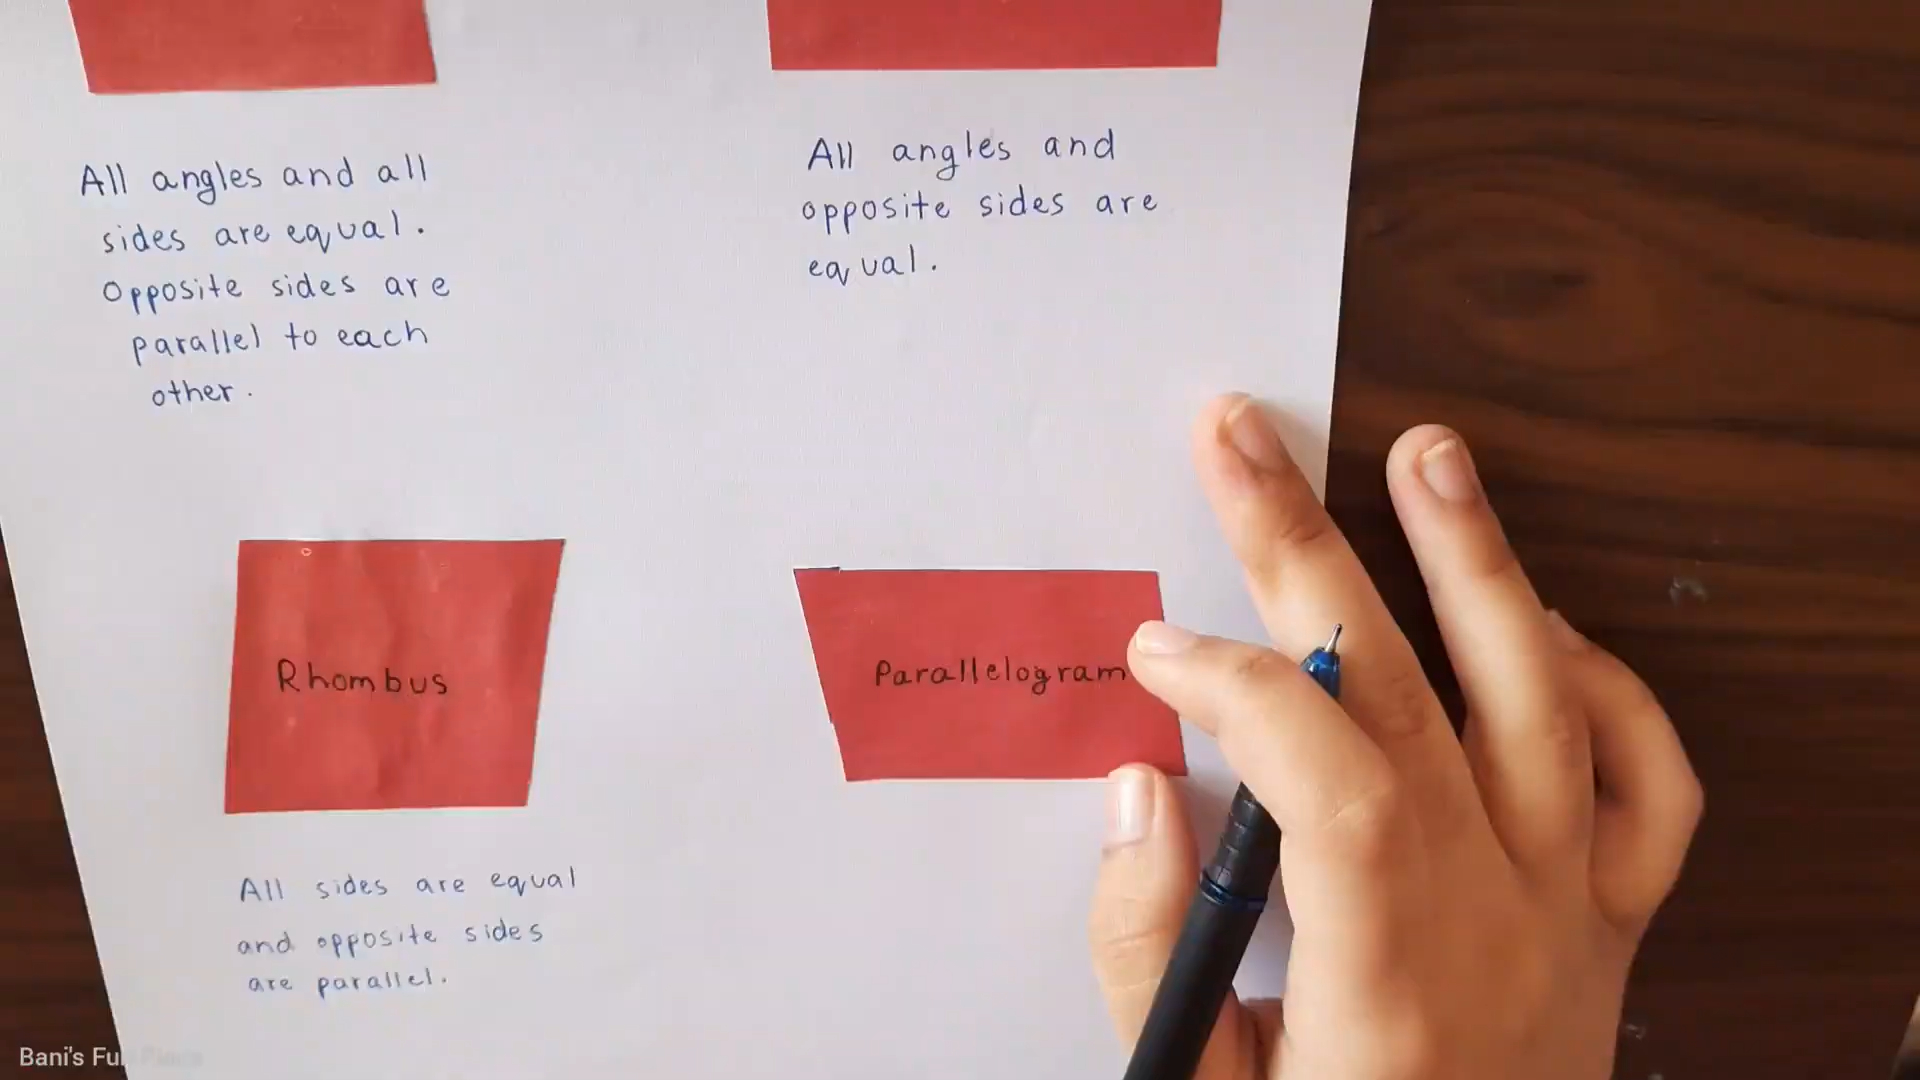 All angles and all
sides are equal.
Opposite sides are
parallel to each
other.
All angles and
opposite sides are
equal.
Rhombus
Parallelogram
All sides are equal
and opposite sides
are parallel.
Bani's